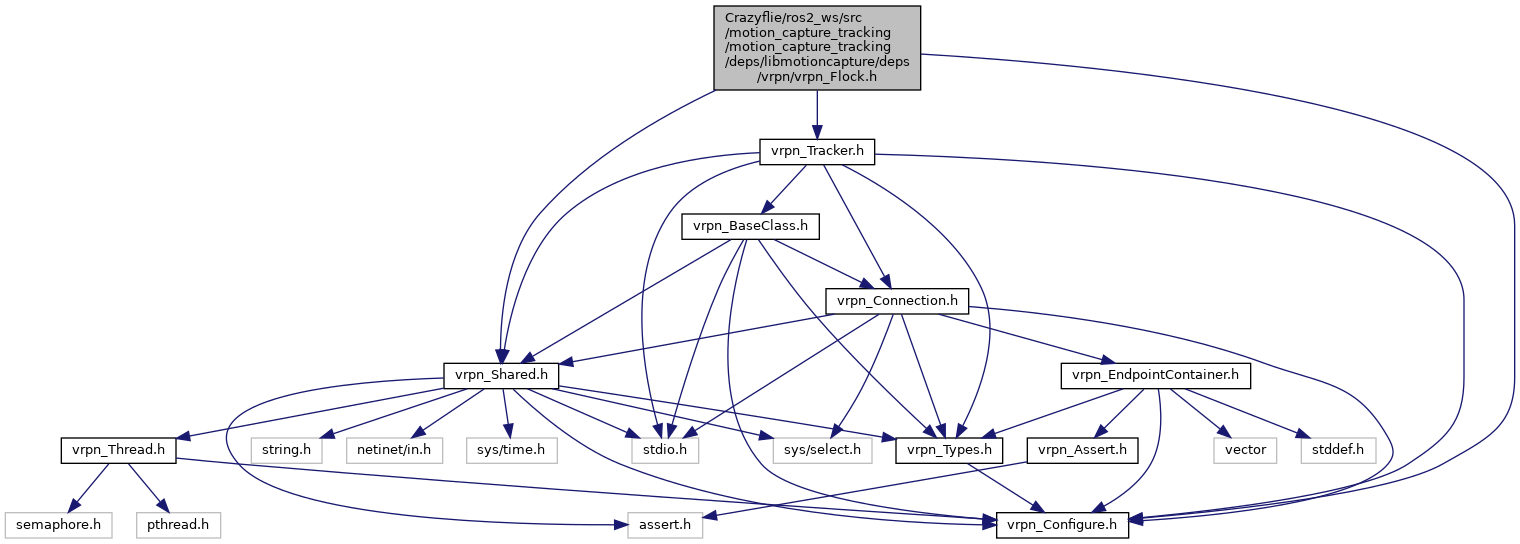 Crazyflie/ros2_ws/src
/motion_capture_tracking
/motion_capture_tracking
/deps/libmotioncapture/deps
/vrpn/vrpn_Flock.h
vrpn_Tracker.h
vrpn_BaseClass.h
vrpn_Connection.h
vrpn_Shared.h
vrpn_EndpointContainer.h
vrpn_Thread.h
string.h
netinet/in.h
sys/time.h
stdio.h
sys/select.h
vrpn_Types.h
vrpn_Assert.h
vector
stddef.h
semaphore.h
pthread.h
assert.h
vrpn_Configure.h